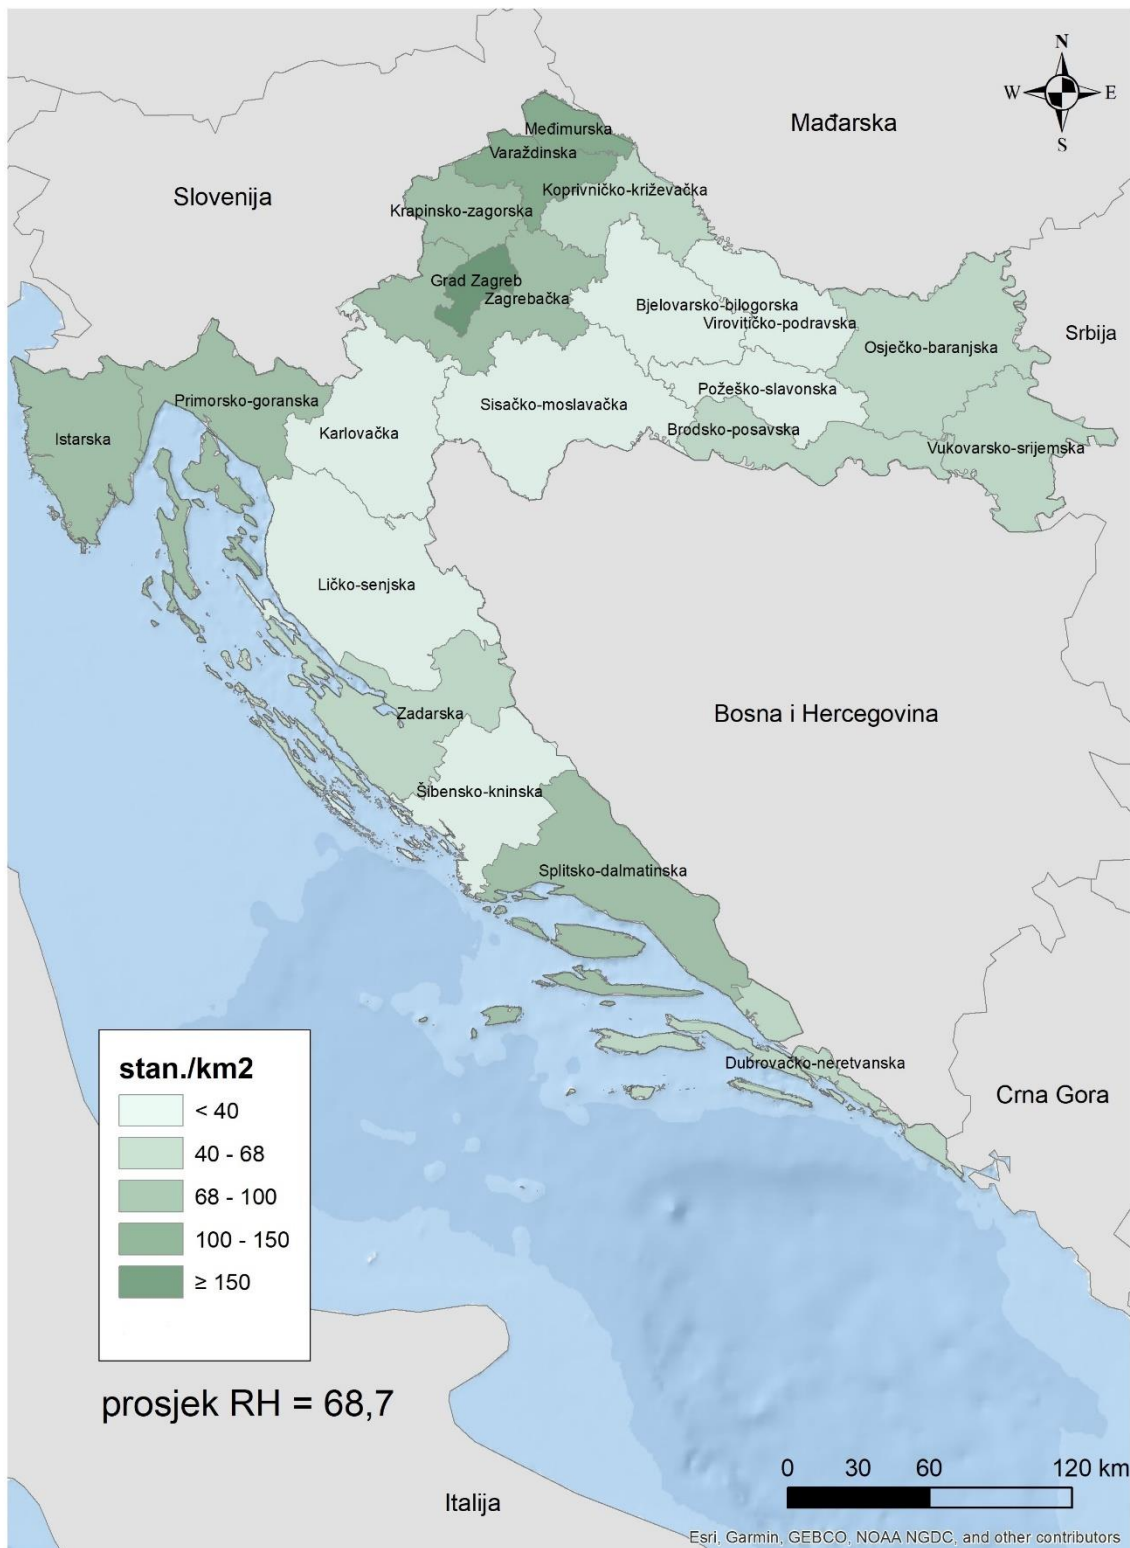 N
W E
S
Mađarska
Slovenija
Srbija
Bosna i Hercegovina
Crna Gora
Italija
Međimurska
Varaždinska
Koprivničko-križevačka
Krapinsko-zagorska
Grad Zagreb
Zagrebačka
Bjelovarsko-bilogorska
Virovitičko-podravska
Osječko-baranjska
Požeško-slavonska
Sisačko-moslavačka
Brodsko-posavska
Vukovarsko-srijemska
Primorsko-goranska
Istarska
Karlovačka
Ličko-senjska
Zadarska
Šibensko-kninska
Splitsko-dalmatinska
Dubrovačko-neretvanska
stan./km2
< 40
40 - 68
68 - 100
100 - 150
≥ 150
prosjek RH = 68,7
0 30 60 120 km
Esri, Garmin, GEBCO, NOAA NGDC, and other contributors